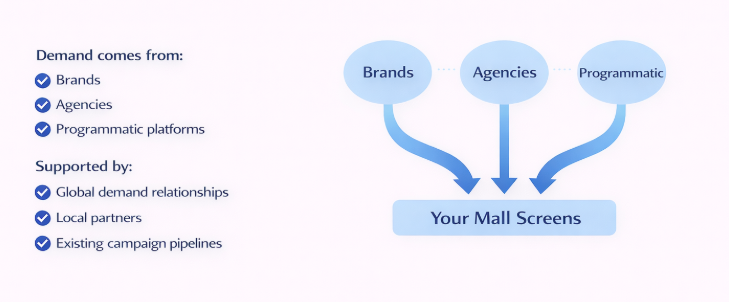 Demand comes from:
Brands
Agencies
Programmatic platforms
Supported by:
Global demand relationships
Local partners
Existing campaign pipelines
Brands
Agencies
Programmatic
Your Mall Screens